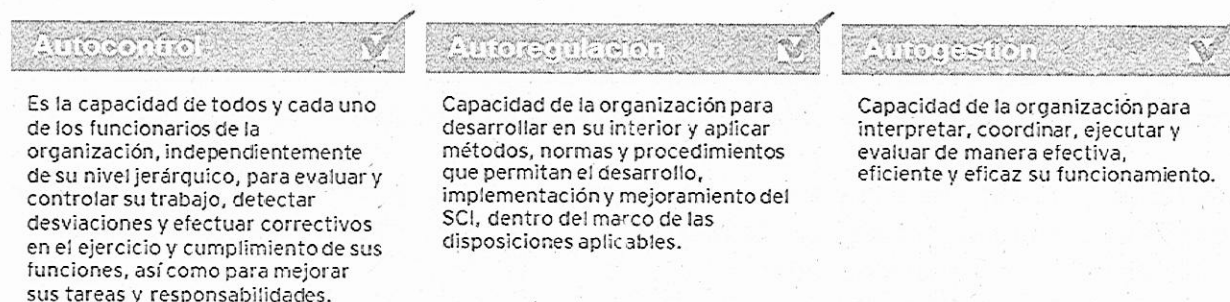 Autocontrol
Es la capacidad de todos y cada uno
de los funcionarios de la
organización, independientemente
de su nivel jerárquico, para evaluar y
controlar su trabajo, detectar
desviaciones y efectuar correctivos
en el ejercicio y cumplimiento de sus
funciones, así como para mejorar
sus tareas y responsabilidades.
Autoregulación
Capacidad de la organización para
desarrollar en su interior y aplicar
métodos, normas y procedimientos
que permitan el desarrollo,
implementación y mejoramiento del
SCI, dentro del marco de las
disposiciones aplicables.
Autogestión
Capacidad de la organización para
interpretar, coordinar, ejecutar y
evaluar de manera efectiva,
eficiente y eficaz su funcionamiento.